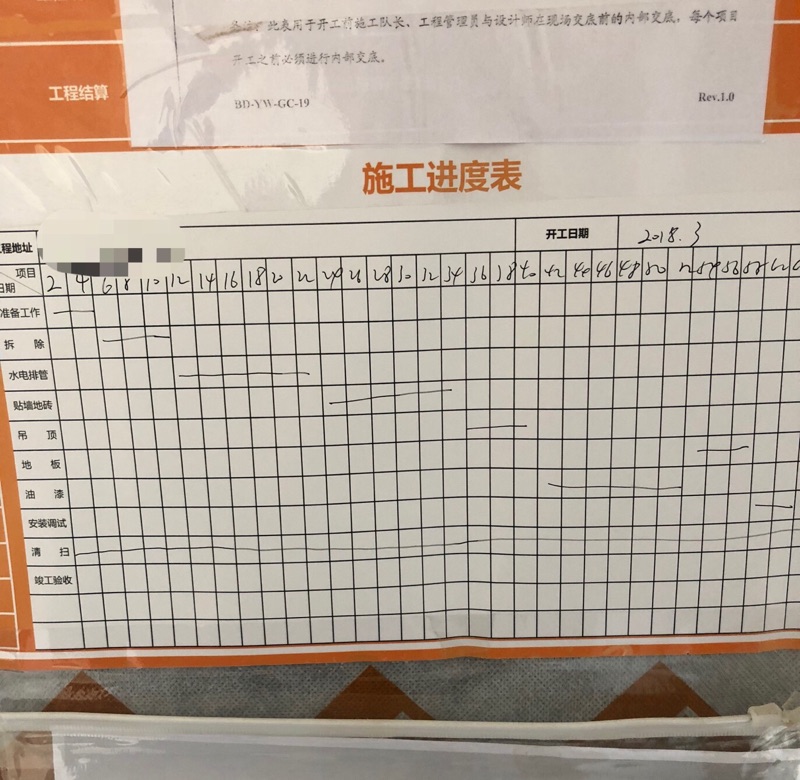 此表用于开工前施工队长、工程管理员与设计师在现场交底前的内部交底，每个项目
开工之前必须进行内部交底。
工程结算
BD-YW-GC-19 Rev.1.0
施工进度表
程地址 开工日期 2018.3
项目
日期 2 4 6 8 10 12 14 16 18 20 22 24 26 28 30 32 34 36 38 40 42 46 48 50 54 56 58
准备工作
拆除
水电排管
贴墙地砖
吊顶
地板
油漆
安装调试
清扫
竣工验收